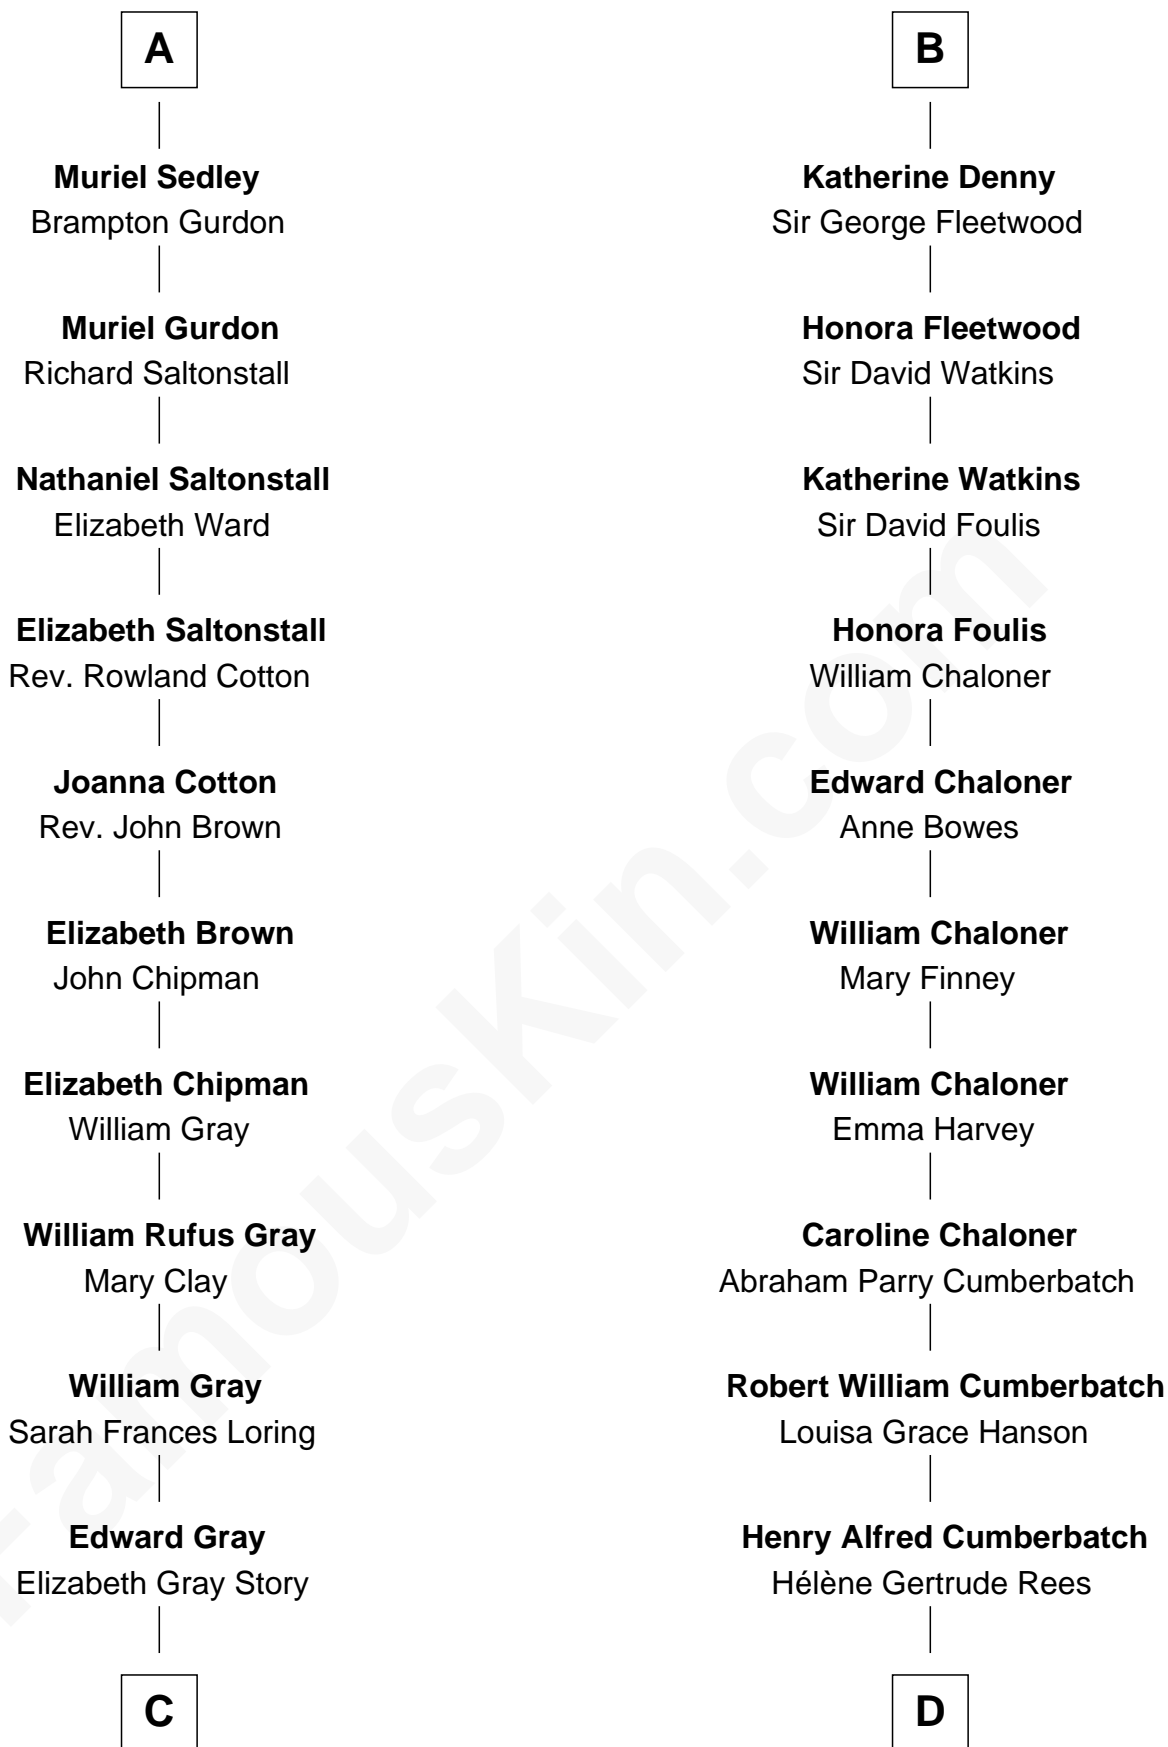 A
Muriel Sedley
Brampton Gurdon
Muriel Gurdon
Richard Saltonstall
Nathaniel Saltonstall
Elizabeth Ward
Elizabeth Saltonstall
Rev. Rowland Cotton
Joanna Cotton
Rev. John Brown
Elizabeth Brown
John Chipman
Elizabeth Chipman
William Gray
William Rufus Gray
Mary Clay
William Gray
Sarah Frances Loring
Edward Gray
Elizabeth Gray Story
C
B
Katherine Denny
Sir George Fleetwood
Honora Fleetwood
Sir David Watkins
Katherine Watkins
Sir David Foulis
Honora Foulis
William Chaloner
Edward Chaloner
Anne Bowes
William Chaloner
Mary Finney
William Chaloner
Emma Harvey
Caroline Chaloner
Abraham Parry Cumberbatch
Robert William Cumberbatch
Louisa Grace Hanson
Henry Alfred Cumberbatch
Hélène Gertrude Rees
D
FamousKin.com